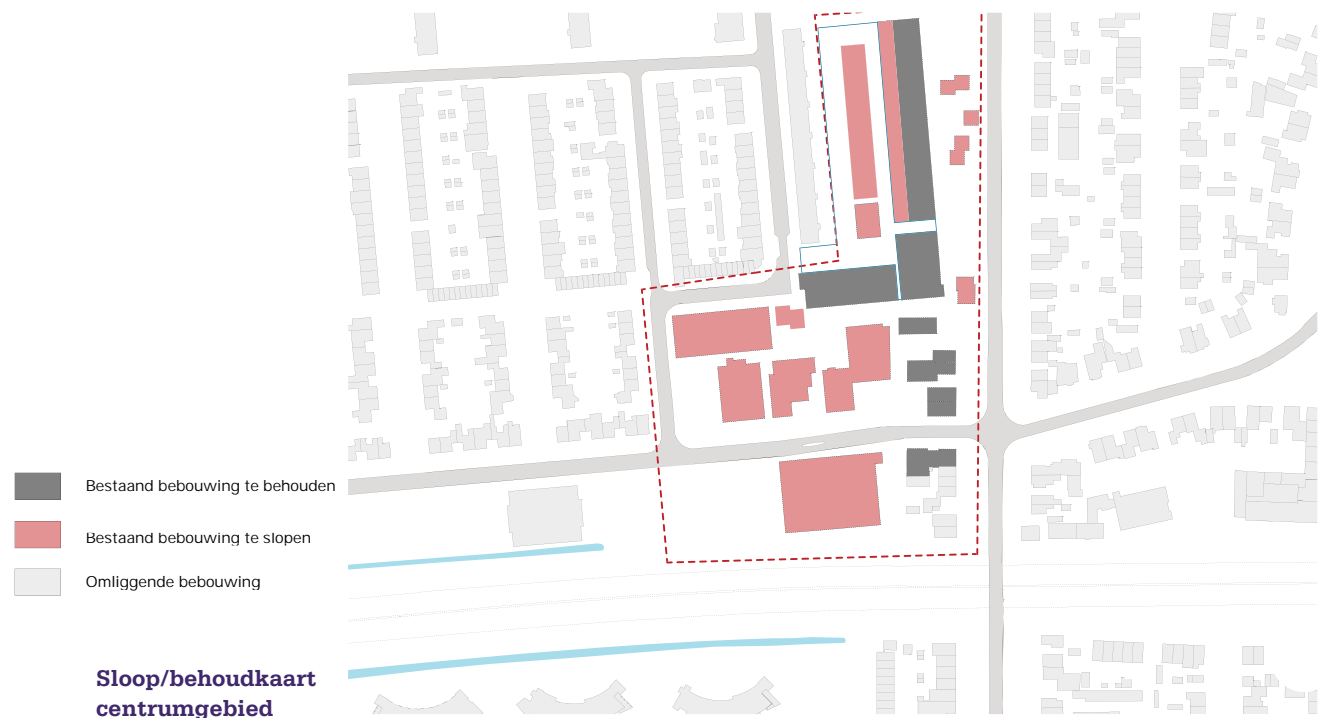 Bestaand bebouwing te behouden
Bestaand bebouwing te slopen
Omliggende bebouwing
Sloop/behoudkaart
centrumgebied